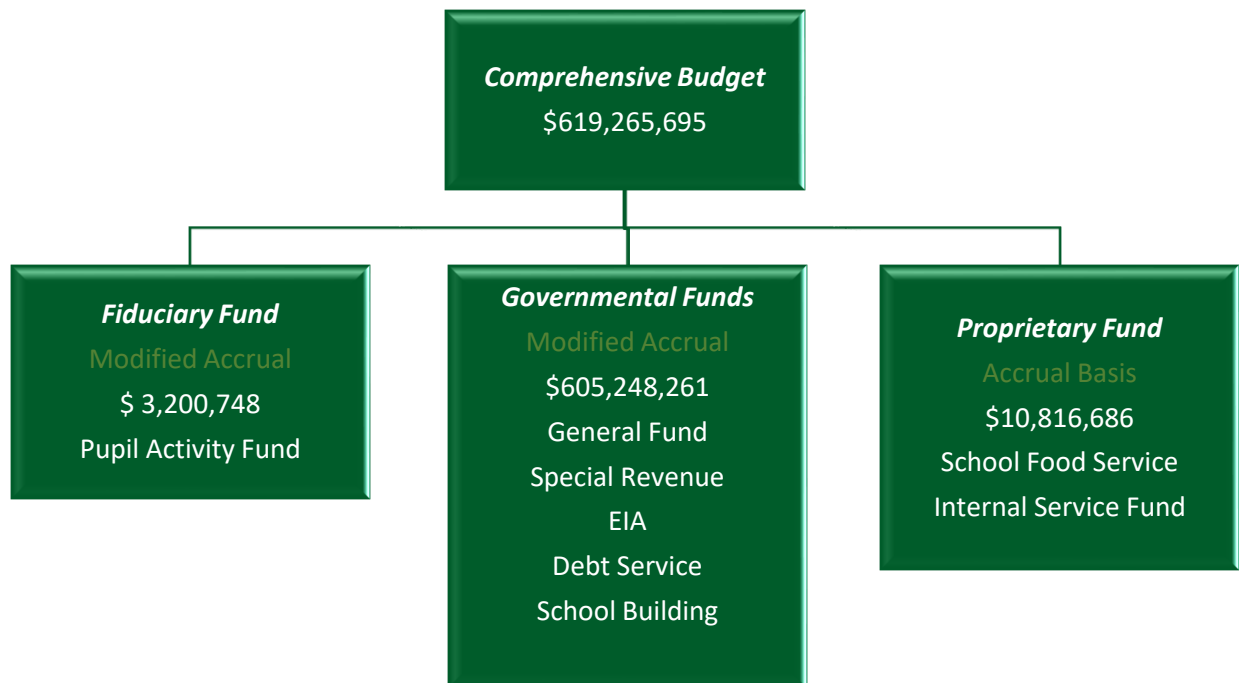 Comprehensive Budget
$619,265,695
Fiduciary Fund
Modified Accrual
$ 3,200,748
Pupil Activity Fund
Governmental Funds
Modified Accrual
$605,248,261
General Fund
Special Revenue
EIA
Debt Service
School Building
Proprietary Fund
Accrual Basis
$10,816,686
School Food Service
Internal Service Fund